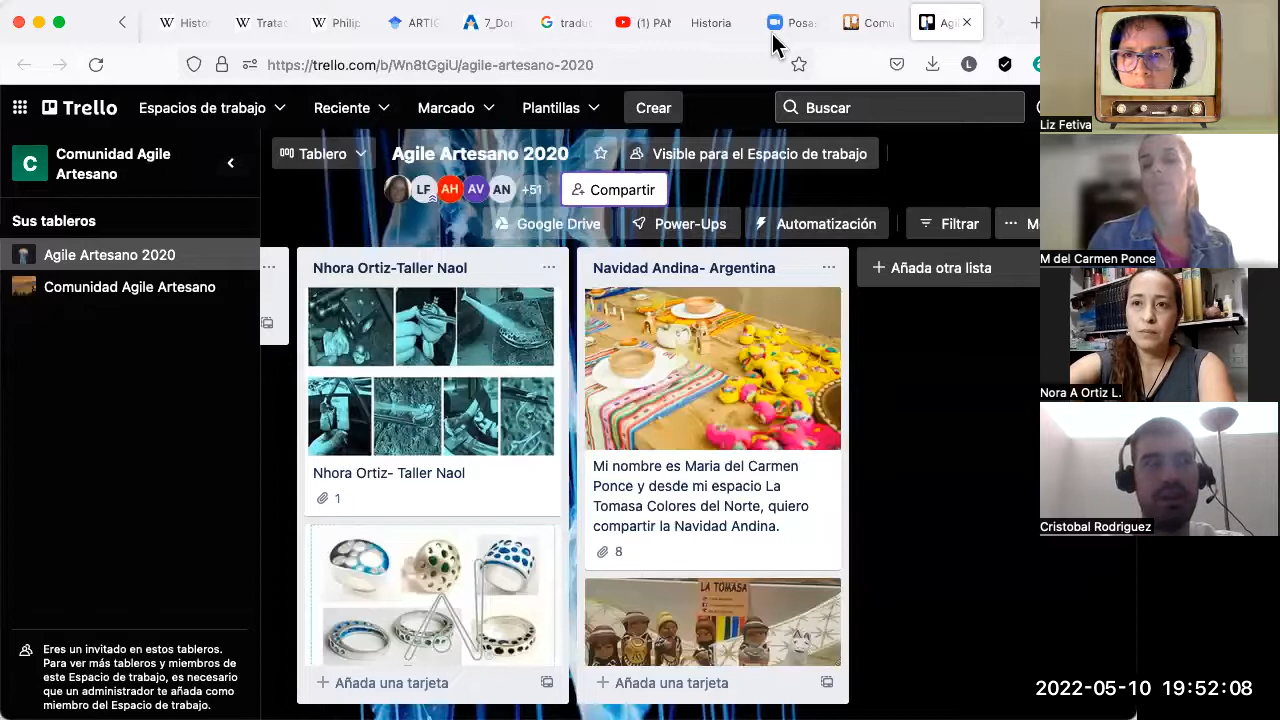 Histor
Tratac
Philip
ARTIC
7_Dor
traduc
(1) PAN
Historia
Posa
Comu
Agil
https://trello.com/b/Wn8tGgiU/agile-artesano-2020
L
Trello
Espacios de trabajo
Reciente
Marcado
Plantillas
Crear
Buscar
C
Comunidad Agile
Artesano
Sus tableros
Agile Artesano 2020
Comunidad Agile Artesano
Eres un invitado en estos tableros.
Para ver más tableros y miembros de
este Espacio de trabajo, es necesario
que un administrador te añada como
miembro del Espacio de trabajo.
Tablero
Agile Artesano 2020
Visible para el Espacio de trabajo
LF
AH
AV
AN
+51
Compartir
Google Drive
Power-Ups
Automatización
Filtrar
Nhora Ortiz-Taller Naol
Nhora Ortiz- Taller Naol
1
Añada una tarjeta
Navidad Andina- Argentina
Mi nombre es Maria del Carmen
Ponce y desde mi espacio La
Tomasa Colores del Norte, quiero
compartir la Navidad Andina.
8
LA TOMASA
Añada una tarjeta
Añada otra lista
Liz Fetiva
M del Carmen Ponce
Nora A Ortiz L.
Cristobal Rodriguez
2022-05-10 19:52:08